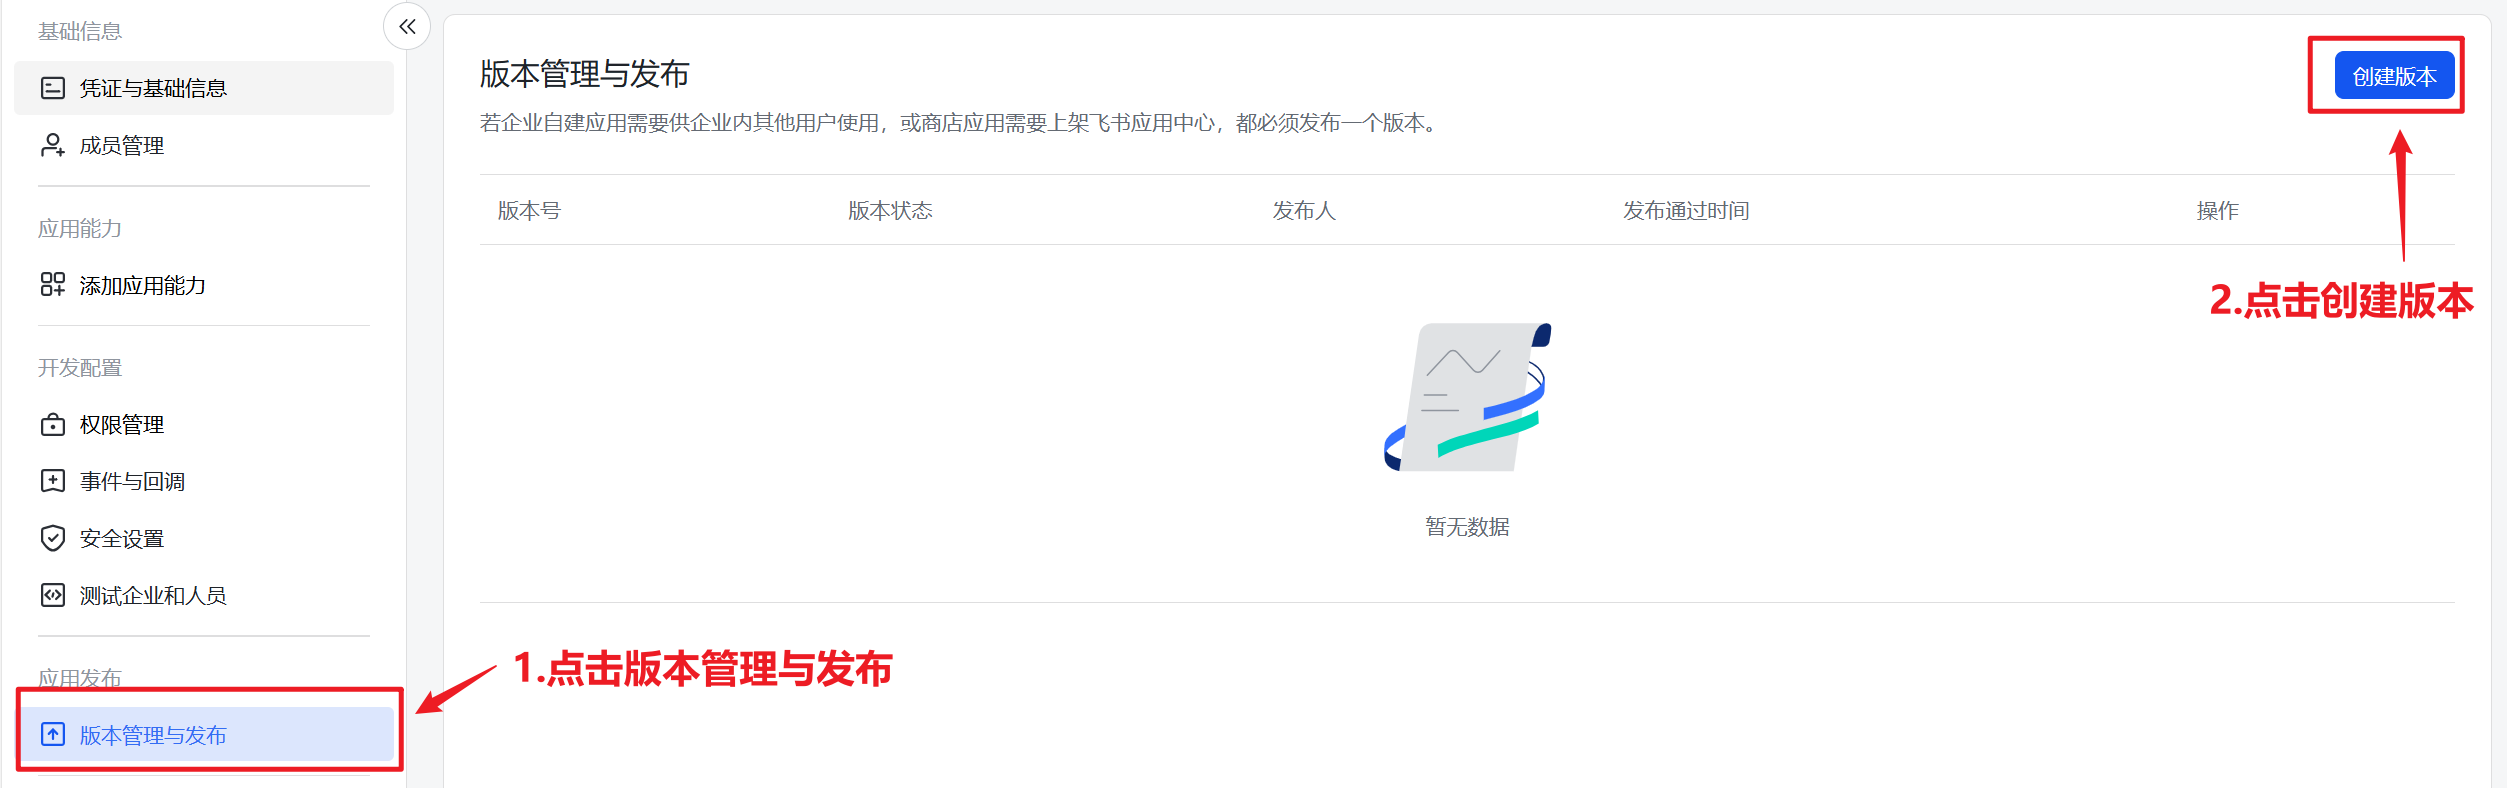 基础信息
凭证与基础信息
成员管理
应用能力
添加应用能力
开发配置
权限管理
事件与回调
安全设置
测试企业和人员
应用发布
版本管理与发布
版本管理与发布
创建版本
若企业自建应用需要供企业内其他用户使用，或商店应用需要上架飞书应用中心，都必须发布一个版本。
版本号 版本状态 发布人 发布通过时间 操作
2.点击创建版本
暂无数据
1.点击版本管理与发布